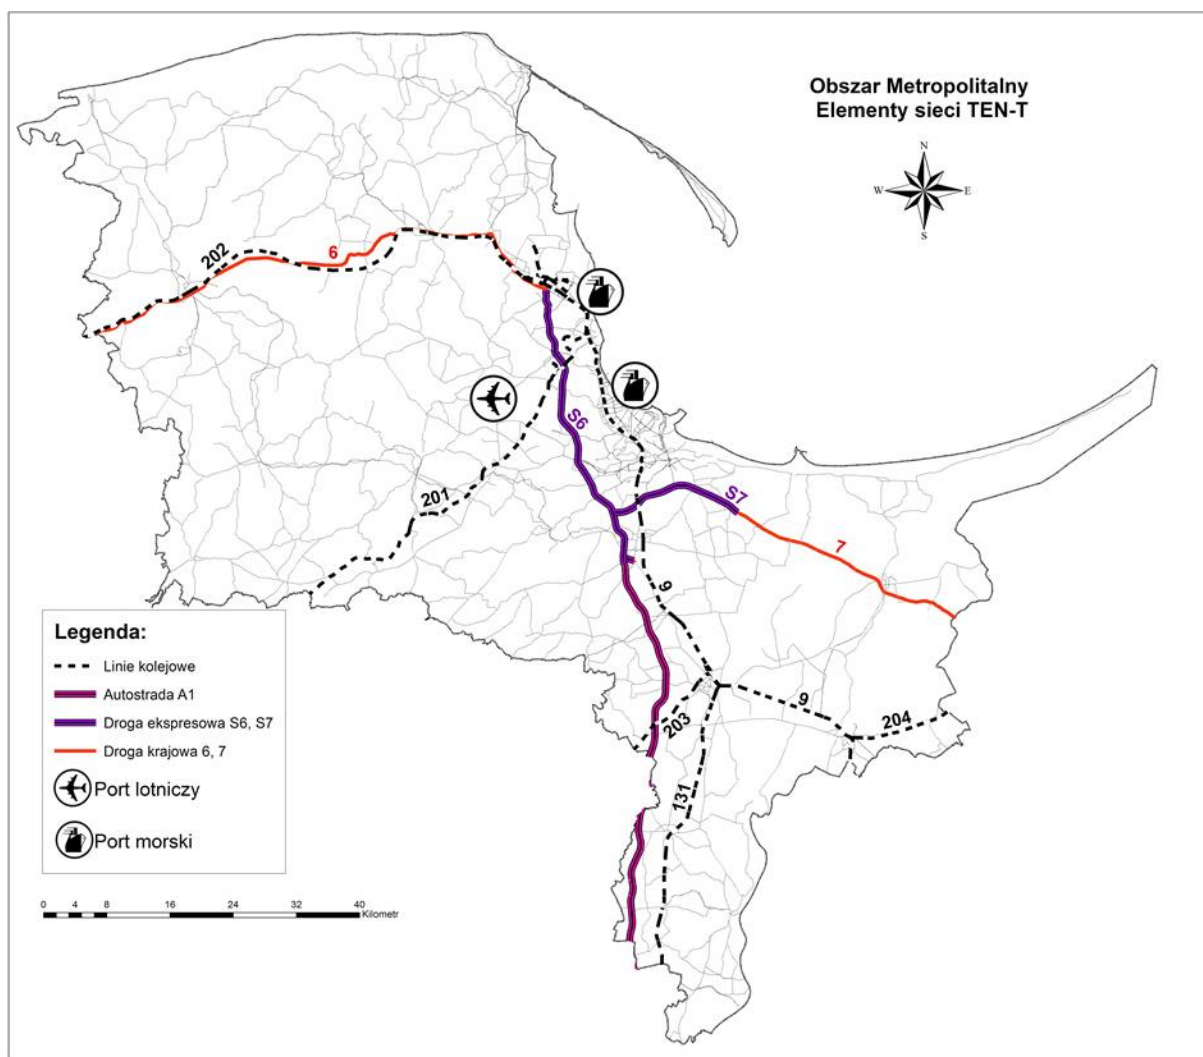 Obszar Metropolitalny
Elementy sieci TEN-T
N
W
E
S
202
6
S6
201
S7
7
9
203
9
204
131
Legenda:
Linie kolejowe
Autostrada A1
Droga ekspresowa S6, S7
Droga krajowa 6, 7
Port lotniczy
Port morski
0 4 8 16 24 32 40
Kilometr